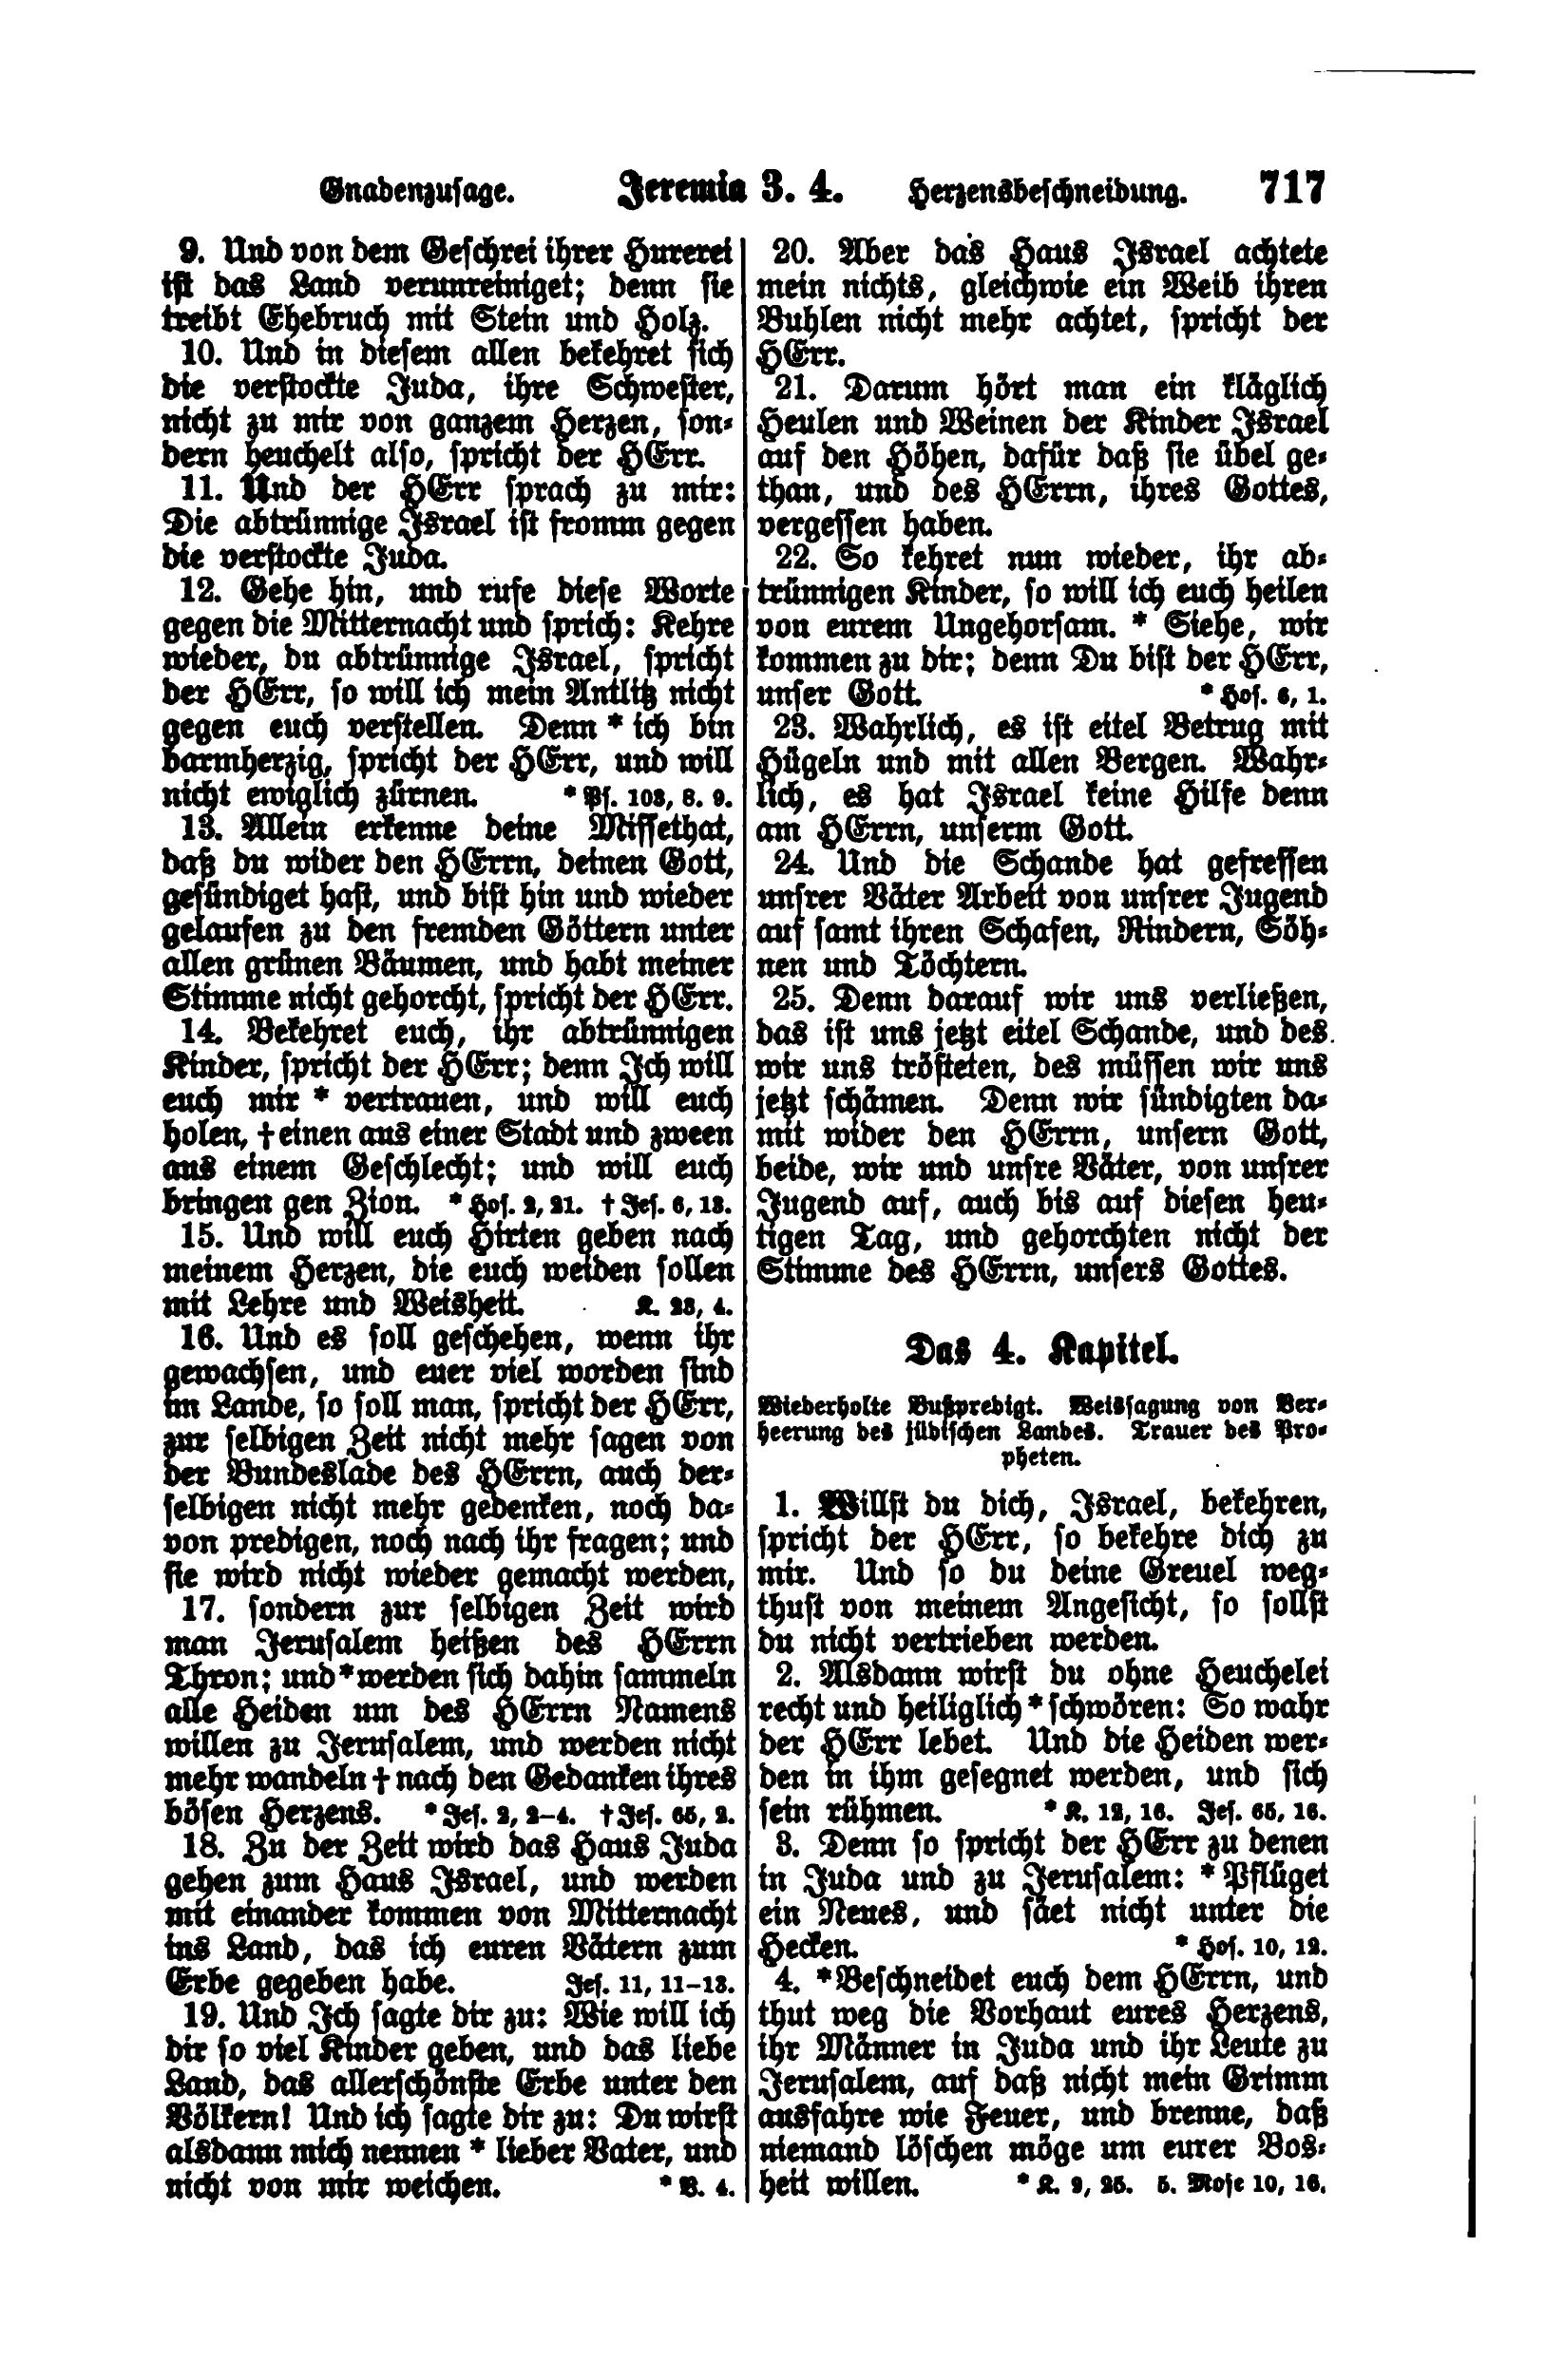 Gnadenzusage. Jeremia 3. 4. Herzensbeschneidung. 717
9. Und von dem Geschrei ihrer Hurerei
ist das Land verunreiniget; denn sie
treibt Ehebruch mit Stein und Holz.
10. Und in diesem allen bekehret sich
die verstockte Juda, ihre Schwester,
nicht zu mir von ganzem Herzen, son-
dern heuchelt also, spricht der HErr.
11. Und der HErr sprach zu mir:
Die abtrünnige Israel ist fromm gegen
die verstockte Juda.
12. Gehe hin, und rufe diese Worte
gegen die Mitternacht und sprich: Kehre
wieder, du abtrünnige Israel, spricht
der HErr, so will ich mein Antlitz nicht
gegen euch verstellen. Denn * ich bin
barmherzig, spricht der HErr, und will
nicht ewiglich zürnen. * Ps. 103, 8. 9.
13. Allein erkenne deine Missethat,
daß du wider den HErrn, deinen Gott,
gesündiget hast, und bist hin und wieder
gelaufen zu den fremden Göttern unter
allen grünen Bäumen, und habt meiner
Stimme nicht gehorcht, spricht der HErr.
14. Bekehret euch, ihr abtrünnigen
Kinder, spricht der HErr; denn Ich will
euch mir * vertrauen, und will euch
holen, † einen aus einer Stadt und zween
aus einem Geschlecht; und will euch
bringen gen Zion. * Hos. 2, 21. † Jes. 6, 13.
15. Und will euch Hirten geben nach
meinem Herzen, die euch weiden sollen
mit Lehre und Weisheit. K. 23, 4.
16. Und es soll geschehen, wenn ihr
gewachsen, und euer viel worden sind
im Lande, so soll man, spricht der HErr,
zur selbigen Zeit nicht mehr sagen von
der Bundeslade des HErrn, auch der-
selbigen nicht mehr gedenken, noch da-
von predigen, noch nach ihr fragen; und
sie wird nicht wieder gemacht werden,
17. sondern zur selbigen Zeit wird
man Jerusalem heißen des HErrn
Thron; und * werden sich dahin sammeln
alle Heiden um des HErrn Namens
willen zu Jerusalem, und werden nicht
mehr wandeln † nach den Gedanken ihres
bösen Herzens. * Jes. 2, 2–4. † Jes. 65, 2.
18. Zu der Zeit wird das Haus Juda
gehen zum Haus Israel, und werden
mit einander kommen von Mitternacht
ins Land, das ich euren Vätern zum
Erbe gegeben habe. Jes. 11, 11–13.
19. Und Ich sagte dir zu: Wie will ich
dir so viel Kinder geben, und das liebe
Land, das allerschönste Erbe unter den
Völkern! Und ich sagte dir zu: Du wirst
alsdann mich nennen * lieber Vater, und
nicht von mir weichen. * V. 4.
20. Aber das Haus Israel achtete
mein nichts, gleichwie ein Weib ihren
Buhlen nicht mehr achtet, spricht der
HErr.
21. Darum hört man ein kläglich
Heulen und Weinen der Kinder Israel
auf den Höhen, dafür daß sie übel ge-
than, und des HErrn, ihres Gottes,
vergessen haben.
22. So kehret nun wieder, ihr ab-
trünnigen Kinder, so will ich euch heilen
von eurem Ungehorsam. * Siehe, wir
kommen zu dir; denn Du bist der HErr,
unser Gott. * Hos. 6, 1.
23. Wahrlich, es ist eitel Betrug mit
Hügeln und mit allen Bergen. Wahr-
lich, es hat Israel keine Hilfe denn
am HErrn, unserm Gott.
24. Und die Schande hat gefressen
unsrer Väter Arbeit von unsrer Jugend
auf samt ihren Schafen, Rindern, Söh-
nen und Töchtern.
25. Denn darauf wir uns verließen,
das ist uns jetzt eitel Schande, und des
wir uns trösteten, des müssen wir uns
jetzt schämen. Denn wir sündigten da-
mit wider den HErrn, unsern Gott,
beide, wir und unsre Väter, von unsrer
Jugend auf, auch bis auf diesen heu-
tigen Tag, und gehorchten nicht der
Stimme des HErrn, unsers Gottes.
Das 4. Kapitel.
Wiederholte Bußpredigt. Weissagung von Ver-
heerung des jüdischen Landes. Trauer des Pro-
pheten.
1. Willst du dich, Israel, bekehren,
spricht der HErr, so bekehre dich zu
mir. Und so du deine Greuel weg-
thust von meinem Angesicht, so sollst
du nicht vertrieben werden.
2. Alsdann wirst du ohne Heuchelei
recht und heiliglich * schwören: So wahr
der HErr lebet. Und die Heiden wer-
den in ihm gesegnet werden, und sich
sein rühmen. * K. 12, 16. Jes. 65, 16.
3. Denn so spricht der HErr zu denen
in Juda und zu Jerusalem: * Pflüget
ein Neues, und säet nicht unter die
Hecken. * Hos. 10, 12.
4. * Beschneidet euch dem HErrn, und
thut weg die Vorhaut eures Herzens,
ihr Männer in Juda und ihr Leute zu
Jerusalem, auf daß nicht mein Grimm
ausfahre wie Feuer, und brenne, daß
niemand löschen möge um eurer Bos-
heit willen. * K. 9, 25. 5. Mose 10, 16.